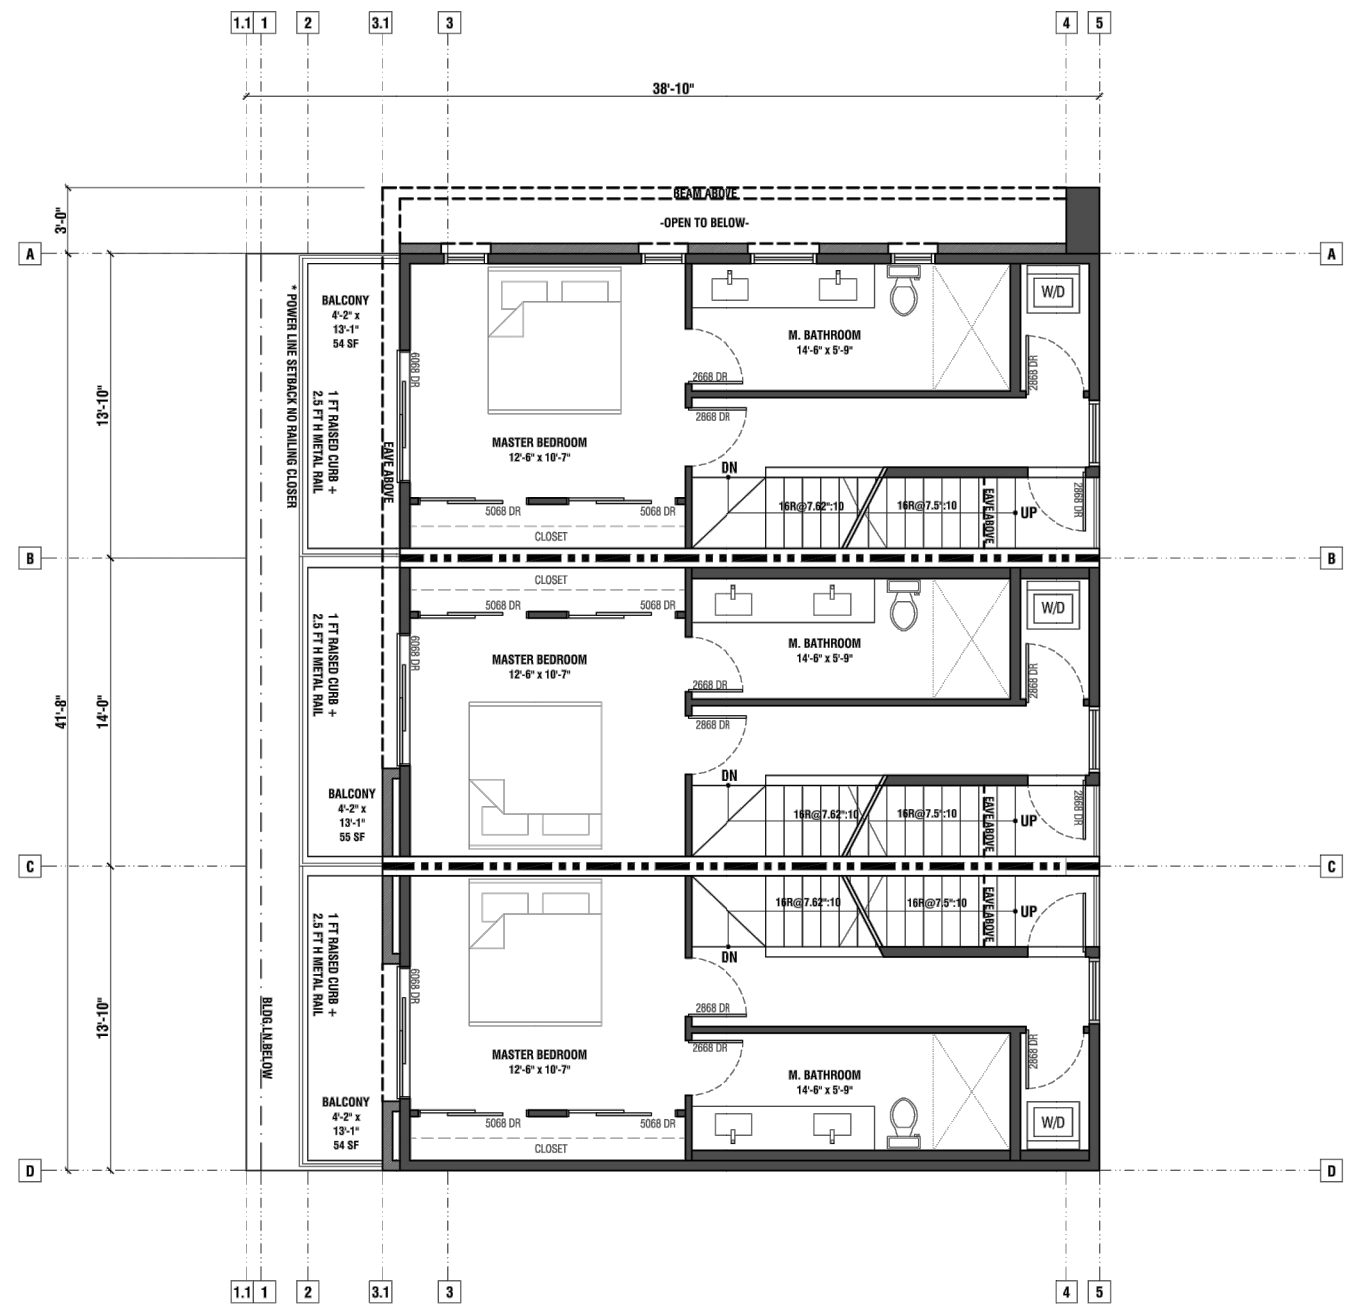 1.1 1 2 3.1 3 4 5
38'-10"
3'-0"
BEAM ABOVE
-OPEN TO BELOW-
A A
13'-10"
* POWER LINE SETBACK NO RAILING CLOSER
BALCONY
4'-2" x
13'-1"
54 SF
1 FT RAISED CURB +
2.5 FT H METAL RAIL
EAVE ABOVE
6068 DR
MASTER BEDROOM
12'-6" x 10'-7"
5068 DR 5068 DR
CLOSET
M. BATHROOM
14'-6" x 5'-9"
2668 DR
2868 DR
W/D
2868 DR
DN
16R@7.62":10 16R@7.5":10
EAVE ABOVE
UP
2868 DR
B B
41'-8"
14'-0"
1 FT RAISED CURB +
2.5 FT H METAL RAIL
BALCONY
4'-2" x
13'-1"
55 SF
CLOSET
5068 DR 5068 DR
6068 DR
MASTER BEDROOM
12'-6" x 10'-7"
M. BATHROOM
14'-6" x 5'-9"
2668 DR
2868 DR
W/D
2868 DR
DN
16R@7.62":10 16R@7.5":10
EAVE ABOVE
UP
2868 DR
C C
13'-10"
BLDG.LN.BELOW
1 FT RAISED CURB +
2.5 FT H METAL RAIL
BALCONY
4'-2" x
13'-1"
54 SF
16R@7.62":10 16R@7.5":10
EAVE ABOVE
UP
DN
6068 DR
2868 DR
2668 DR
MASTER BEDROOM
12'-6" x 10'-7"
M. BATHROOM
14'-6" x 5'-9"
2868 DR
W/D
5068 DR 5068 DR
CLOSET
D D
1.1 1 2 3.1 3 4 5